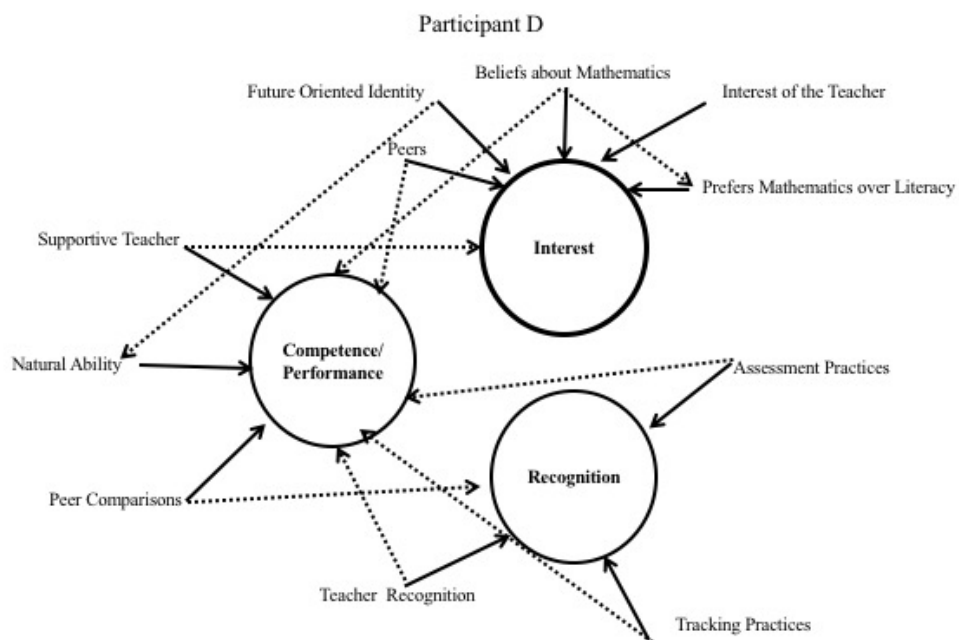 Participant D
Beliefs about Mathematics
Future Oriented Identity
Interest of the Teacher
Peers
Prefers Mathematics over Literacy
Supportive Teacher
Interest
Competence/
Performance
Natural Ability
Assessment Practices
Recognition
Peer Comparisons
Teacher Recognition
Tracking Practices